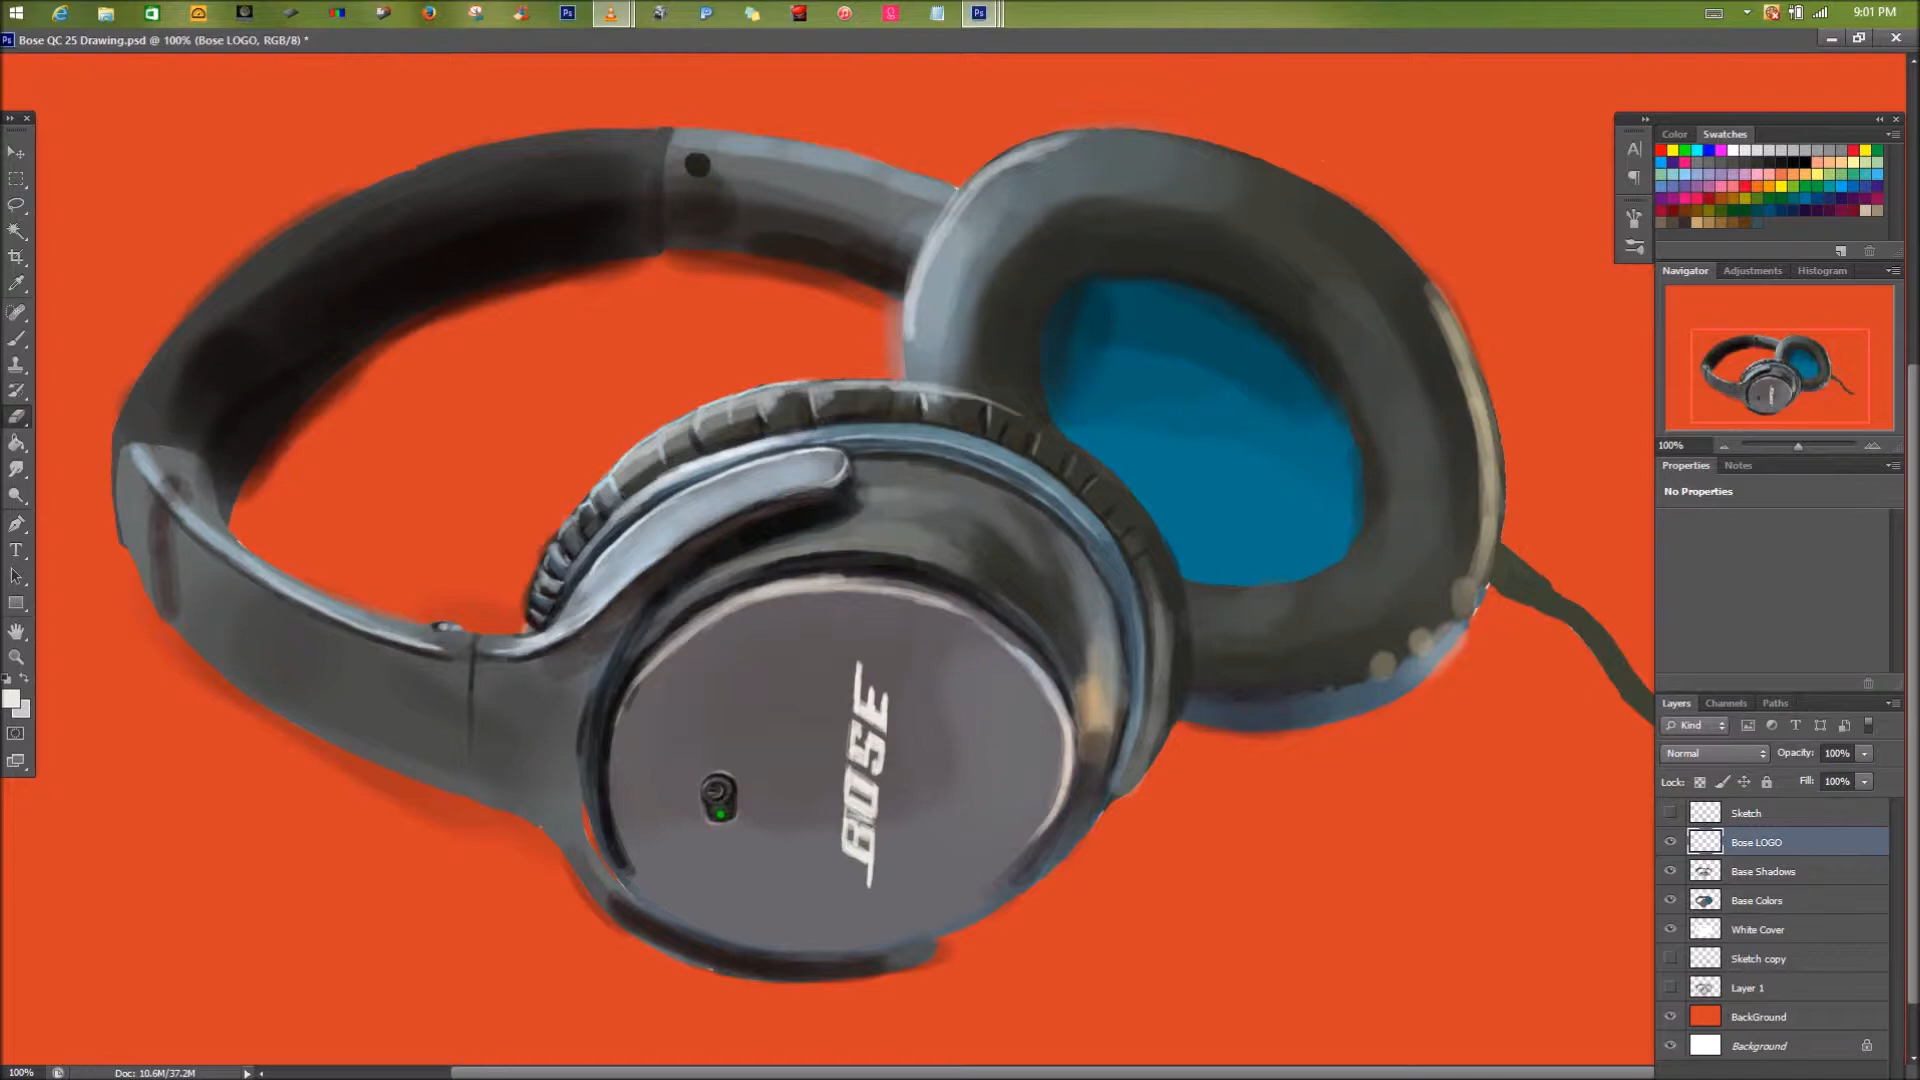 9:01 PM
Ps Bose QC 25 Drawing.psd @ 100% (Bose LOGO, RGB/8) *
Color Swatches
Navigator Adjustments Histogram
100%
Properties Notes
No Properties
BOSE
Layers Channels Paths
Kind
Normal Opacity: 100%
Lock: Fill: 100%
Sketch
Bose LOGO
Base Shadows
Base Colors
White Cover
Sketch copy
Layer 1
BackGround
Background
100% Doc: 10.6M/37.2M